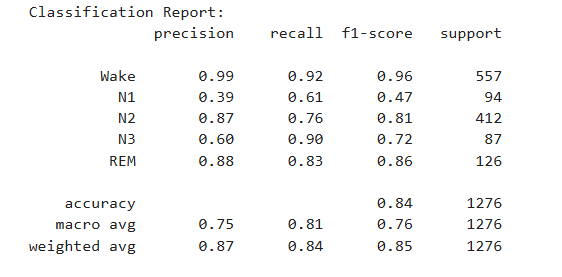 Classification Report:
precision recall f1-score support
Wake 0.99 0.92 0.96 557
N1 0.39 0.61 0.47 94
N2 0.87 0.76 0.81 412
N3 0.60 0.90 0.72 87
REM 0.88 0.83 0.86 126
accuracy 0.84 1276
macro avg 0.75 0.81 0.76 1276
weighted avg 0.87 0.84 0.85 1276